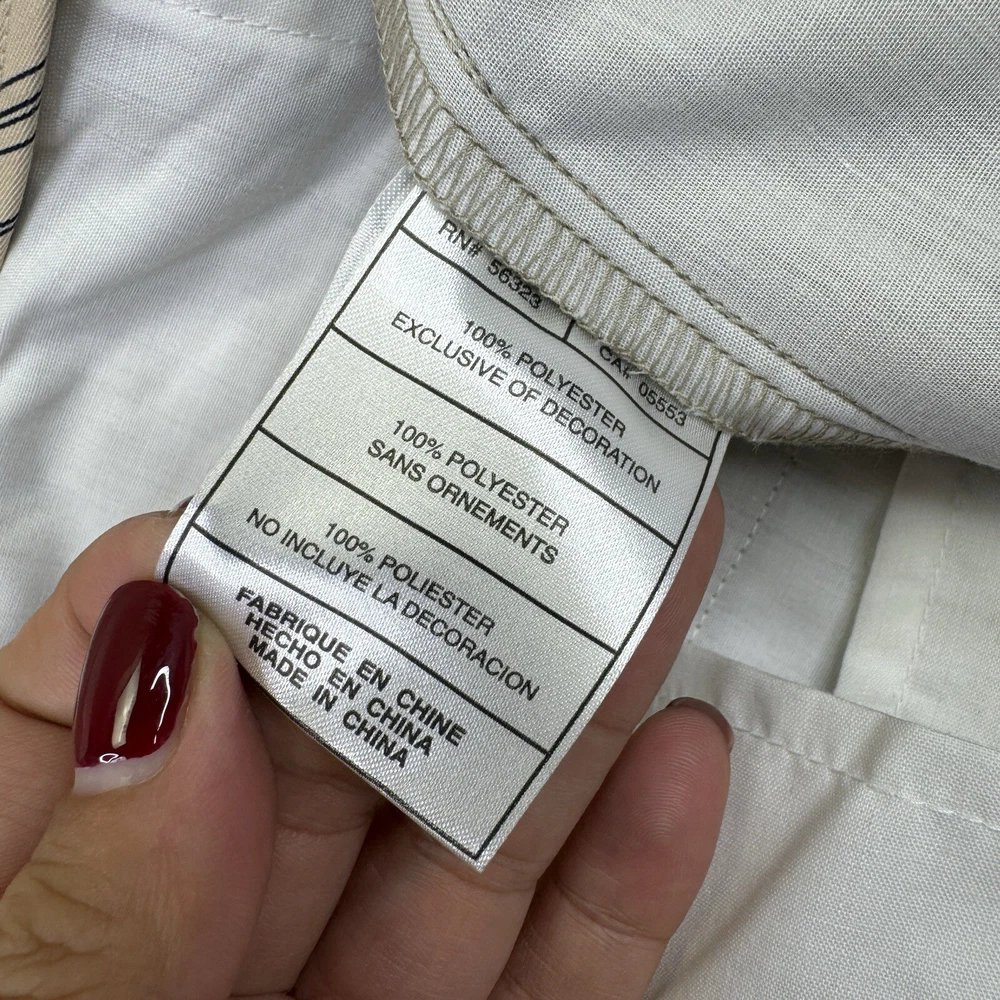 RN# 56323
CA# 05553
100% POLYESTER
EXCLUSIVE OF DECORATION
100% POLYESTER
SANS ORNEMENTS
100% POLIESTER
NO INCLUYE LA DECORACION
FABRIQUE EN CHINE
HECHO EN CHINA
MADE IN CHINA